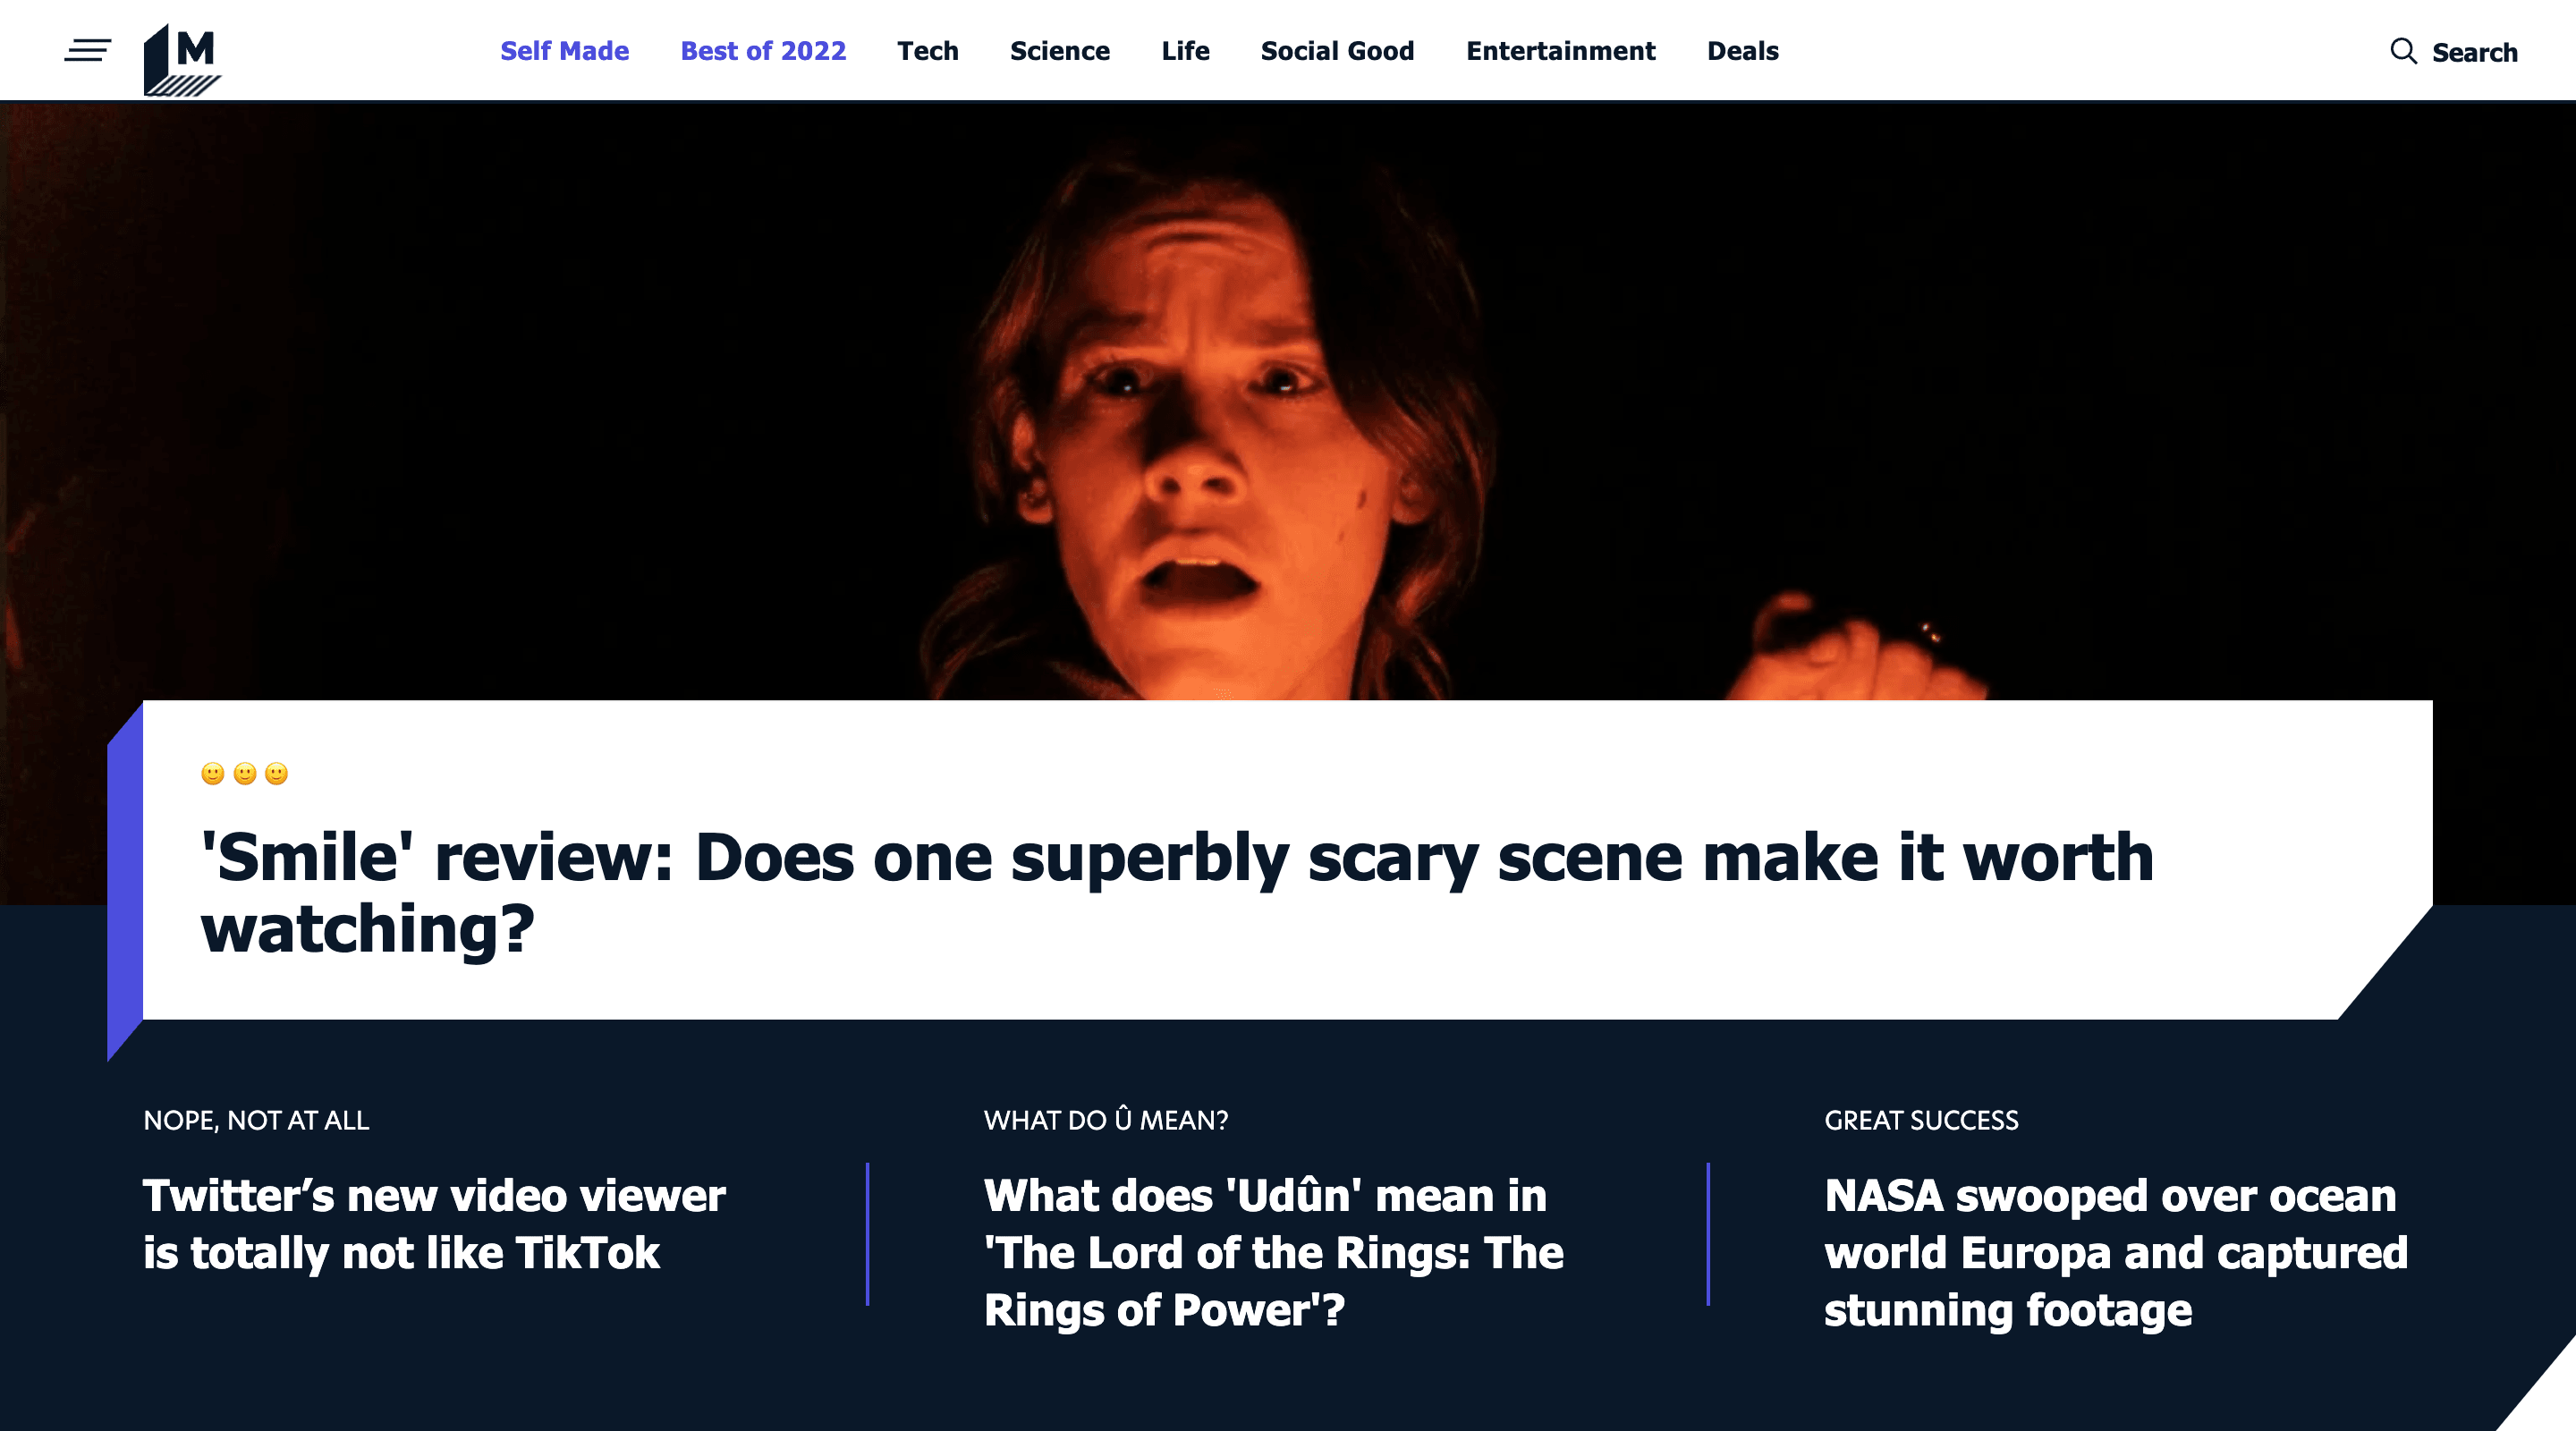 M
Self Made Best of 2022 Tech Science Life Social Good Entertainment Deals Search
🙂🙂🙂
'Smile' review: Does one superbly scary scene make it worth
watching?
NOPE, NOT AT ALL
Twitter’s new video viewer
is totally not like TikTok
WHAT DO Û MEAN?
What does 'Udûn' mean in
'The Lord of the Rings: The
Rings of Power'?
GREAT SUCCESS
NASA swooped over ocean
world Europa and captured
stunning footage